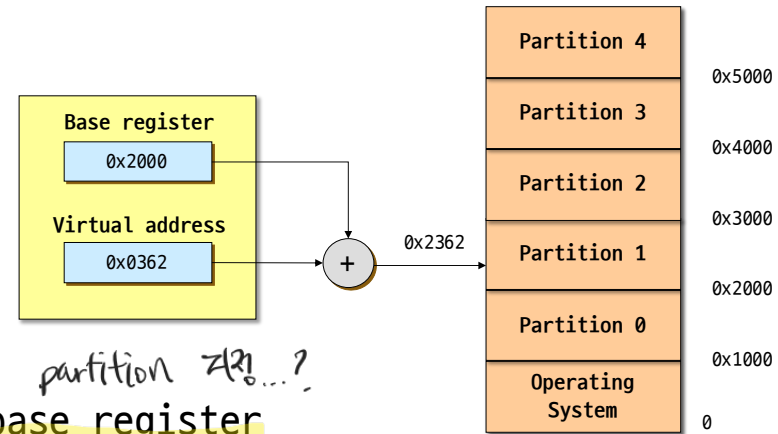 Partition 4
0x5000
Base register
Partition 3
0x2000
0x4000
Partition 2
Virtual address
0x3000
0x0362
+
0x2362
Partition 1
0x2000
Partition 0
0x1000
partition
Operating
System
0
base register